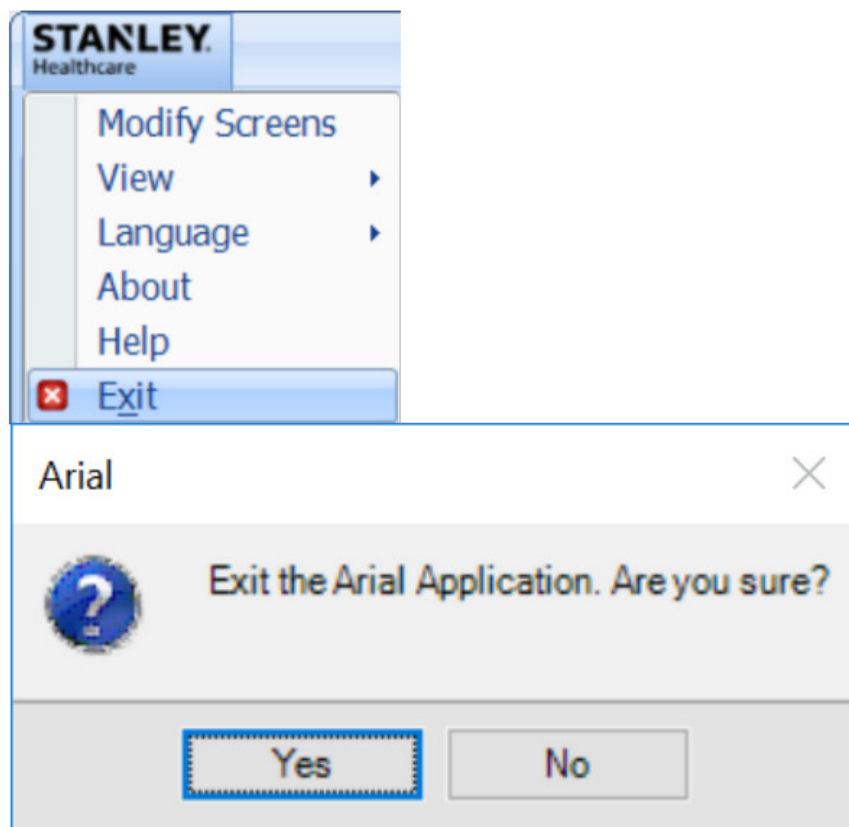 STANLEY.
Healthcare
Modify Screens
View
Language
About
Help
Exit
Arial
Exit the Arial Application. Are you sure?
Yes
No